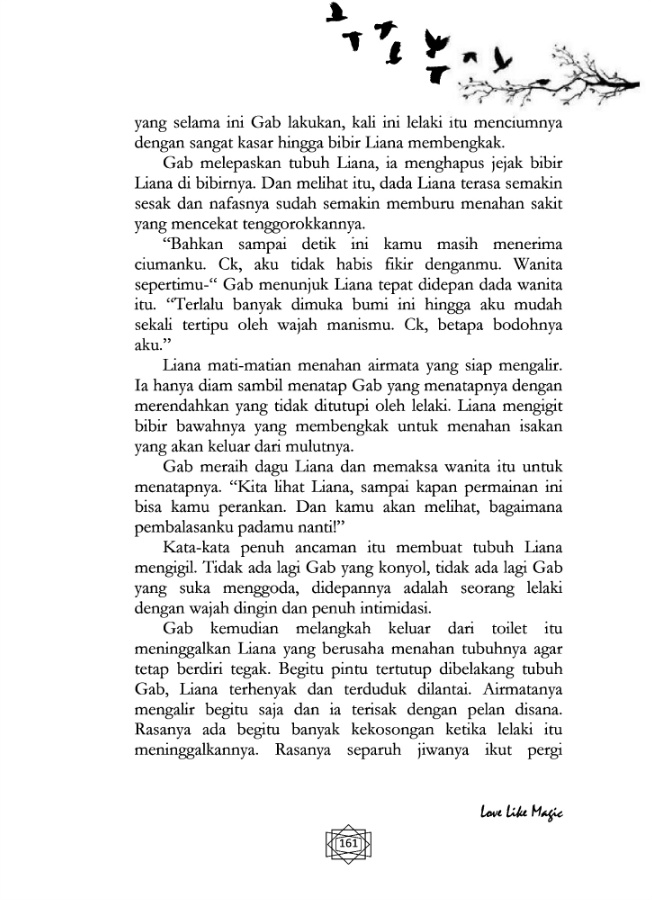 yang selama ini Gab lakukan, kali ini lelaki itu menciumnya
dengan sangat kasar hingga bibir Liana membengkak.
Gab melepaskan tubuh Liana, ia menghapus jejak bibir
Liana di bibirnya. Dan melihat itu, dada Liana terasa semakin
sesak dan nafasnya sudah semakin memburu menahan sakit
yang mencekat tenggorokkannya.
“Bahkan sampai detik ini kamu masih menerima
ciumanku. Ck, aku tidak habis fikir denganmu. Wanita
sepertimu-“ Gab menunjuk Liana tepat didepan dada wanita
itu. “Terlalu banyak dimuka bumi ini hingga aku mudah
sekali tertipu oleh wajah manismu. Ck, betapa bodohnya
aku.”
Liana mati-matian menahan airmata yang siap mengalir.
Ia hanya diam sambil menatap Gab yang menatapnya dengan
merendahkan yang tidak ditutupi oleh lelaki. Liana mengigit
bibir bawahnya yang membengkak untuk menahan isakan
yang akan keluar dari mulutnya.
Gab meraih dagu Liana dan memaksa wanita itu untuk
menatapnya. “Kita lihat Liana, sampai kapan permainan ini
bisa kamu perankan. Dan kamu akan melihat, bagaimana
pembalasanku padamu nanti!”
Kata-kata penuh ancaman itu membuat tubuh Liana
mengigil. Tidak ada lagi Gab yang konyol, tidak ada lagi Gab
yang suka menggoda, didepannya adalah seorang lelaki
dengan wajah dingin dan penuh intimidasi.
Gab kemudian melangkah keluar dari toilet itu
meninggalkan Liana yang berusaha menahan tubuhnya agar
tetap berdiri tegak. Begitu pintu tertutup dibelakang tubuh
Gab, Liana terhenyak dan terduduk dilantai. Airmatanya
mengalir begitu saja dan ia terisak dengan pelan disana.
Rasanya ada begitu banyak kekosongan ketika lelaki itu
meninggalkannya. Rasanya separuh jiwanya ikut pergi
Love Like Magic
161